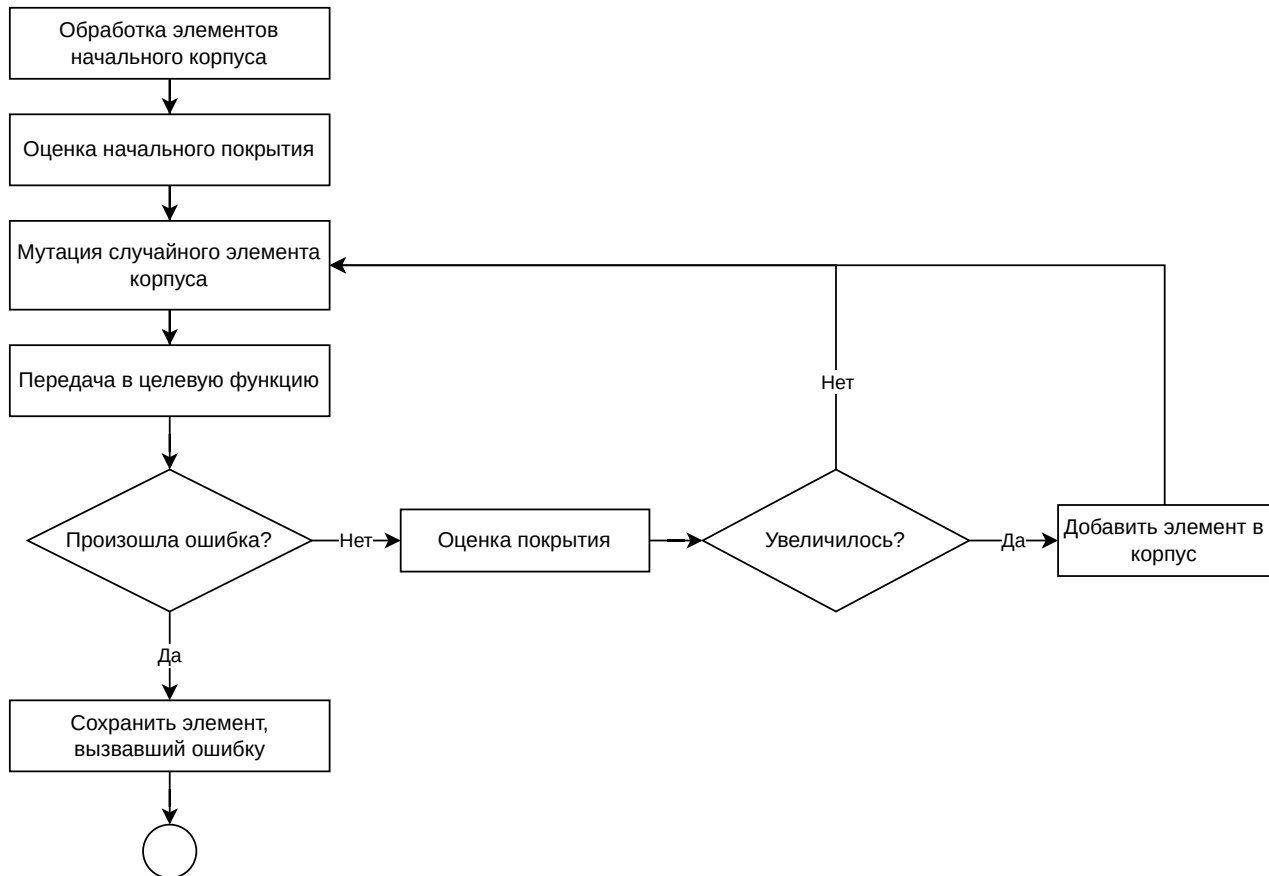 Обработка элементов
начального корпуса
Оценка начального покрытия
Мутация случайного элемента
корпуса
Передача в целевую функцию
Нет
Произошла ошибка?
Нет
Оценка покрытия
Увеличилось?
Да
Добавить элемент в
корпус
Да
Сохранить элемент,
вызвавший ошибку